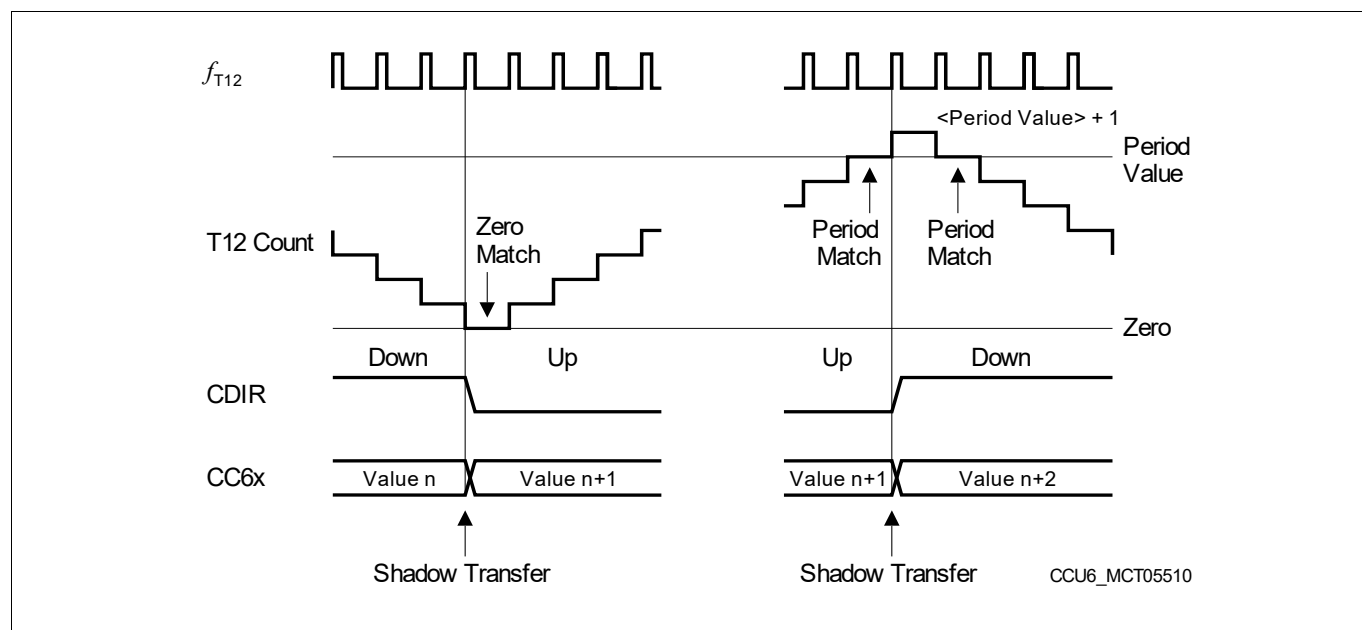 fT12
<Period Value> + 1
Period
Value
T12 Count
Zero
Match
Period
Match
Period
Match
Zero
Down
Up
Up
Down
CDIR
CC6x
Value n
Value n+1
Value n+1
Value n+2
Shadow Transfer
Shadow Transfer
CCU6_MCT05510